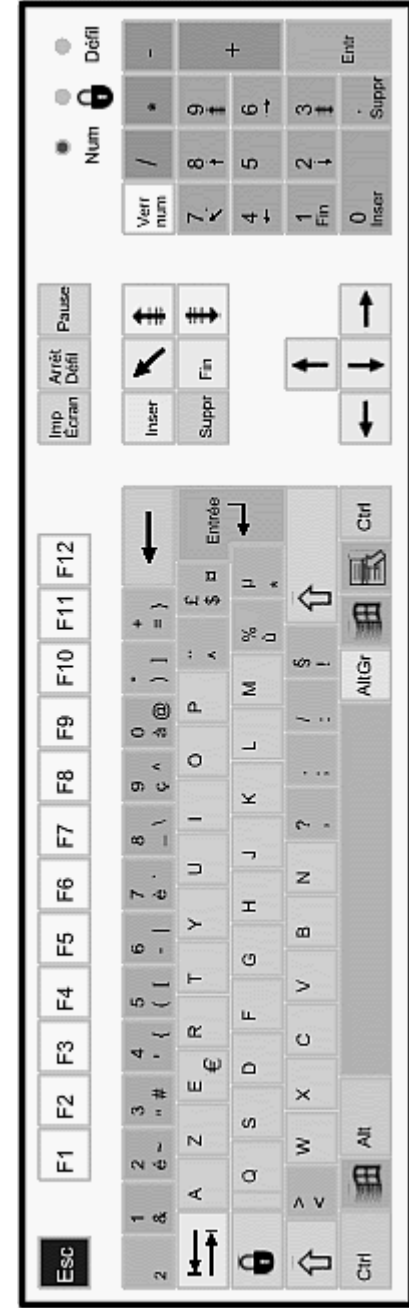 Esc F1 F2 F3 F4 F5 F6 F7 F8 F9 F10 F11 F12 Imp Écran Arrêt Défil Pause Num Défil
2 1 & 2 é ~ 3 " # 4 ' { 5 ( [ 6 - | 7 è ` 8 _ \ 9 ç ^ 0 à @ ° ) ] + = }
Inser Verr num / * -
A Z E € R T Y U I O P ¨ ^ £ $ ¤ Entrée
Suppr Fin 7 8 9 +
Q S D F G H J K L M % ù µ *
4 5 6
> < W X C V B N ? , . ; / : § !
1 Fin 2 3 Entr
Ctrl Alt AltGr Ctrl
0 Inser . Suppr